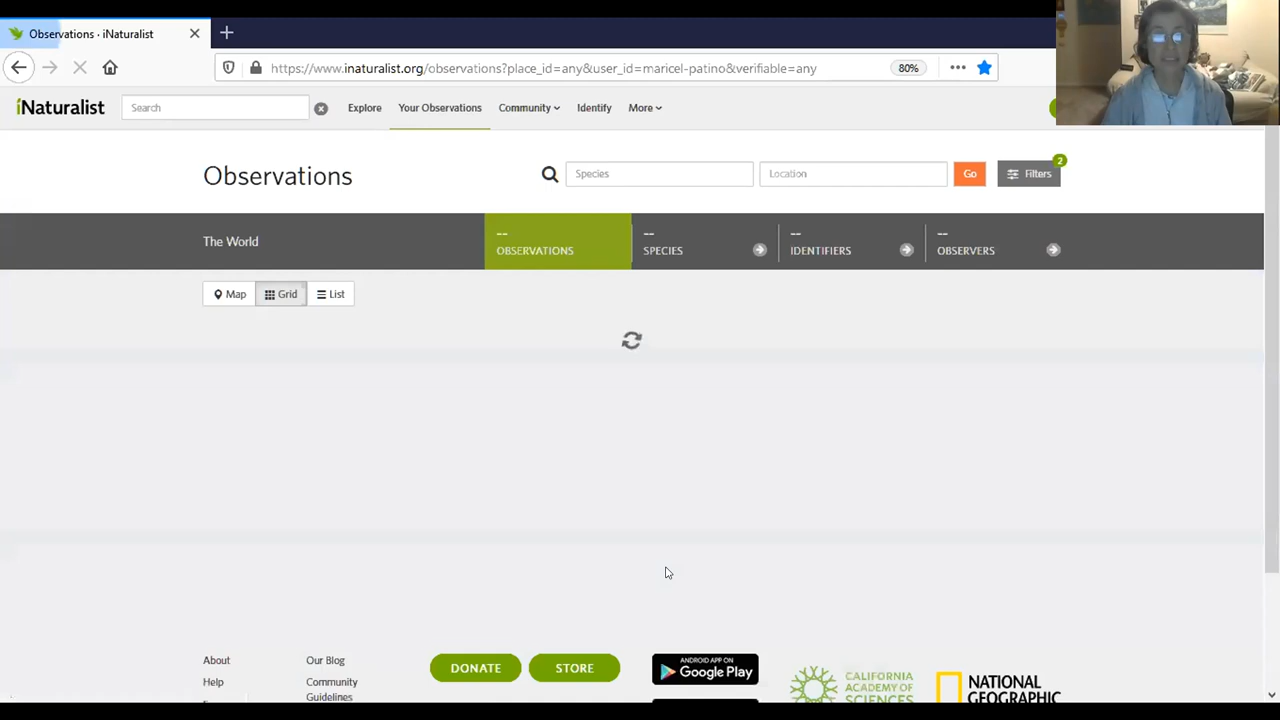 Observations · iNaturalist
https://www.inaturalist.org/observations?place_id=any&user_id=maricel-patino&verifiable=any
80%
iNaturalist
Search
Explore
Your Observations
Community
Identify
More
Observations
Species
Location
Go
Filters
2
The World
--
OBSERVATIONS
--
SPECIES
--
IDENTIFIERS
--
OBSERVERS
Map
Grid
List
About
Help
Our Blog
Community
Guidelines
DONATE
STORE
ANDROID APP ON
Google Play
CALIFORNIA
ACADEMY OF
SCIENCES
NATIONAL
GEOGRAPHIC